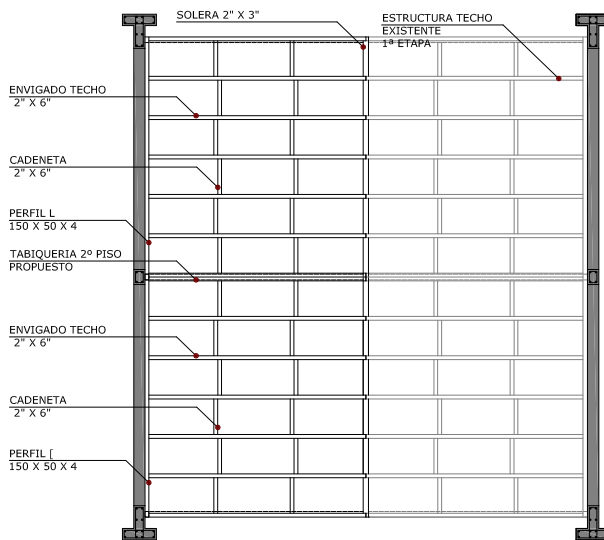 SOLERA 2" X 3"
ESTRUCTURA TECHO
EXISTENTE
1ª ETAPA
ENVIGADO TECHO
2" X 6"
CADENETA
2" X 6"
PERFIL L
150 X 50 X 4
TABIQUERIA 2º PISO
PROPUESTO
ENVIGADO TECHO
2" X 6"
CADENETA
2" X 6"
PERFIL [
150 X 50 X 4